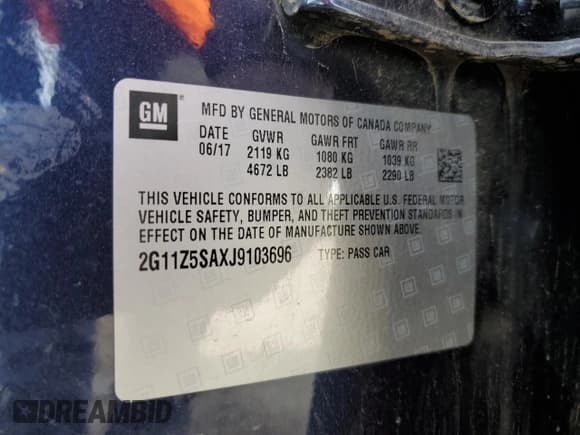 GM ®
MFD BY GENERAL MOTORS OF CANADA COMPANY
DATE GVWR GAWR FRT GAWR RR
06/17 2119 KG 1080 KG 1039 KG
4672 LB 2382 LB 2290 LB
THIS VEHICLE CONFORMS TO ALL APPLICABLE U.S. FEDERAL MOTOR
VEHICLE SAFETY, BUMPER, AND THEFT PREVENTION STANDARDS IN
EFFECT ON THE DATE OF MANUFACTURE SHOWN ABOVE.
2G11Z5SAXJ9103696 TYPE: PASS CAR
DREAMBID